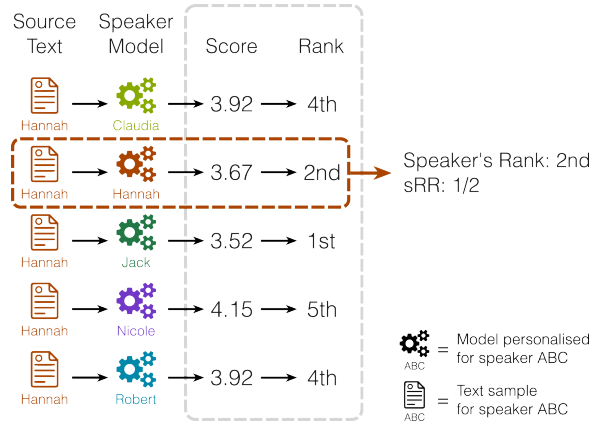 Source Text
Speaker Model
Score
Rank
Hannah
Claudia
3.92
4th
Hannah
Hannah
3.67
2nd
Speaker's Rank: 2nd
sRR: 1/2
Hannah
Jack
3.52
1st
Hannah
Nicole
4.15
5th
Hannah
Robert
3.92
4th
ABC
= Model personalised
for speaker ABC
ABC
= Text sample
for speaker ABC